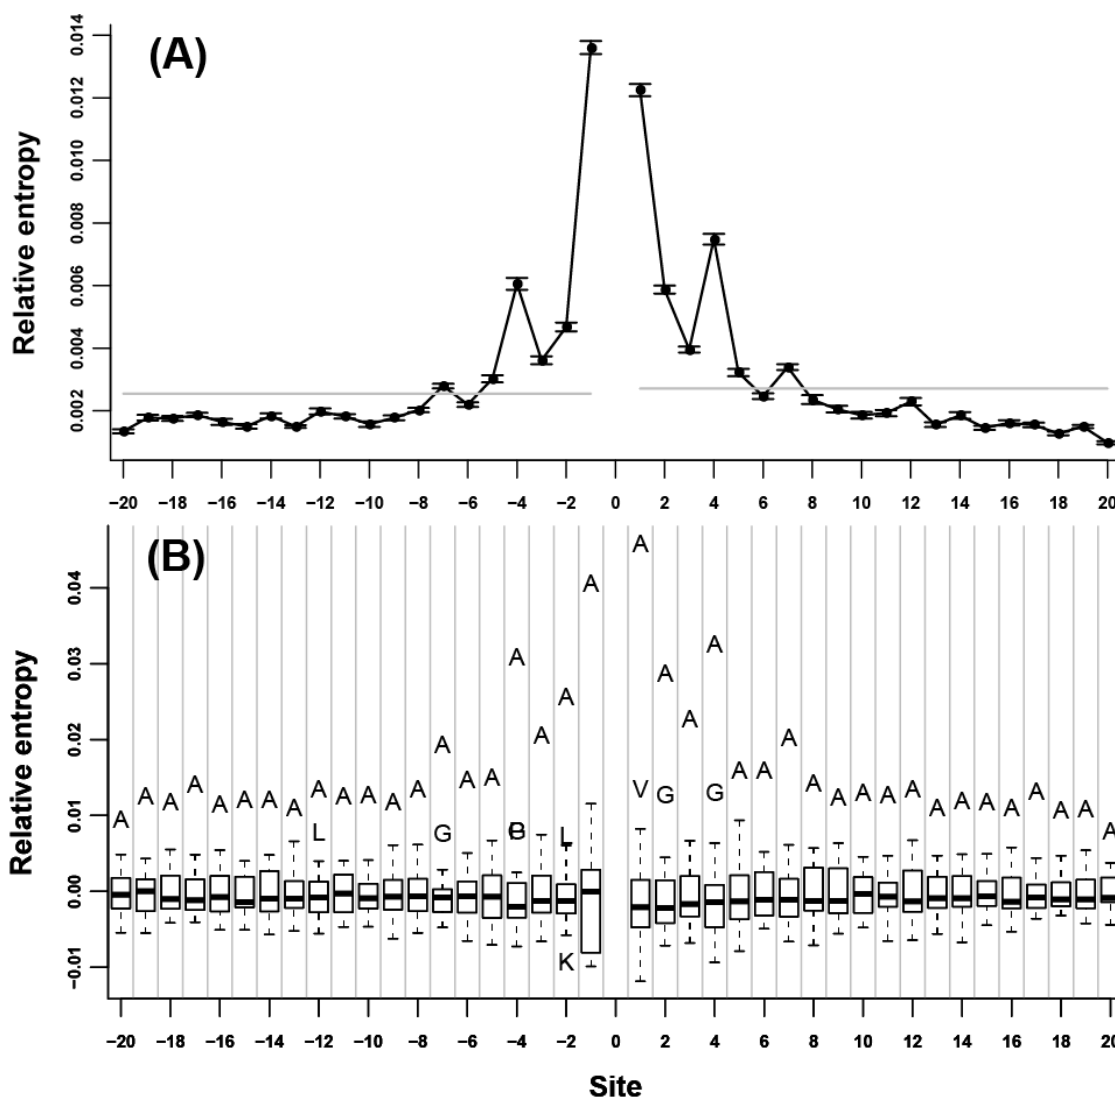 (A)
Relative entropy
0.014
0.012
0.010
0.008
0.006
0.004
0.002
−20 −18 −16 −14 −12 −10 −8 −6 −4 −2 0 2 4 6 8 10 12 14 16 18 20
(B)
Relative entropy
0.04
0.03
0.02
0.01
0.00
−0.01
A A A A A A A A A A A A A A A A A A A A A A A A A A A A A A A A A A A A A A A A
L G G L V G G
K
−20 −18 −16 −14 −12 −10 −8 −6 −4 −2 0 2 4 6 8 10 12 14 16 18 20
Site